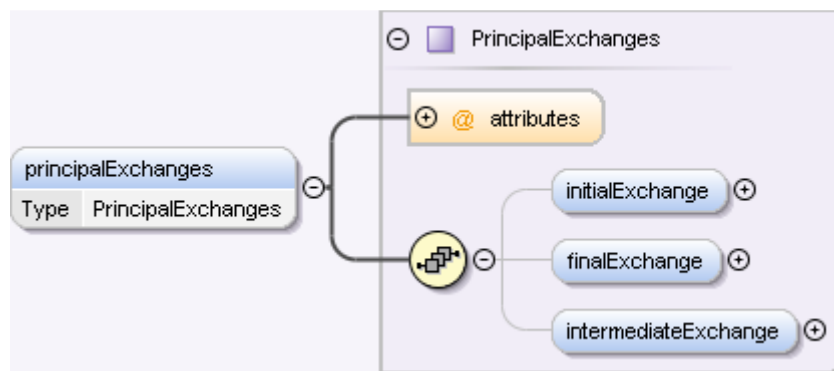 PrincipalExchanges
@ attributes
principalExchanges
Type PrincipalExchanges
initialExchange
finalExchange
intermediateExchange